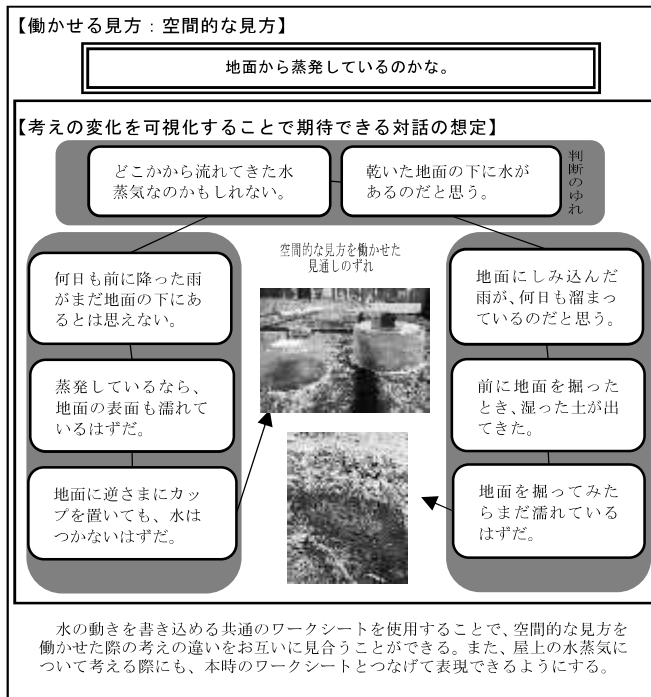 【働かせる見方：空間的な見方】
地面から蒸発しているのかな。
【考えの変化を可視化することで期待できる対話の想定】
どこかから流れてきた水
蒸気なのかもしれない。
乾いた地面の下に水が
あるのだと思う。
判断のゆれ
何日も前に降った雨
がまだ地面の下にあ
るとは思えない。
蒸発しているなら、
地面の表面も濡れて
いるはずだ。
地面に逆さまにカッ
プを置いても、水は
つかないはずだ。
空間的な見方を働かせた
見通しのずれ
地面にしみ込んだ
雨が、何日も溜まっ
ているのだと思う。
前に地面を掘った
とき、湿った土が出
てきた。
地面を掘ってみた
らまだ濡れている
はずだ。
水の動きを書き込める共通のワークシートを使用することで、空間的な見方を
働かせた際の考えの違いをお互いに見合うことができる。また、屋上の水蒸気に
ついて考える際にも、本時のワークシートとつなげて表現できるようにする。